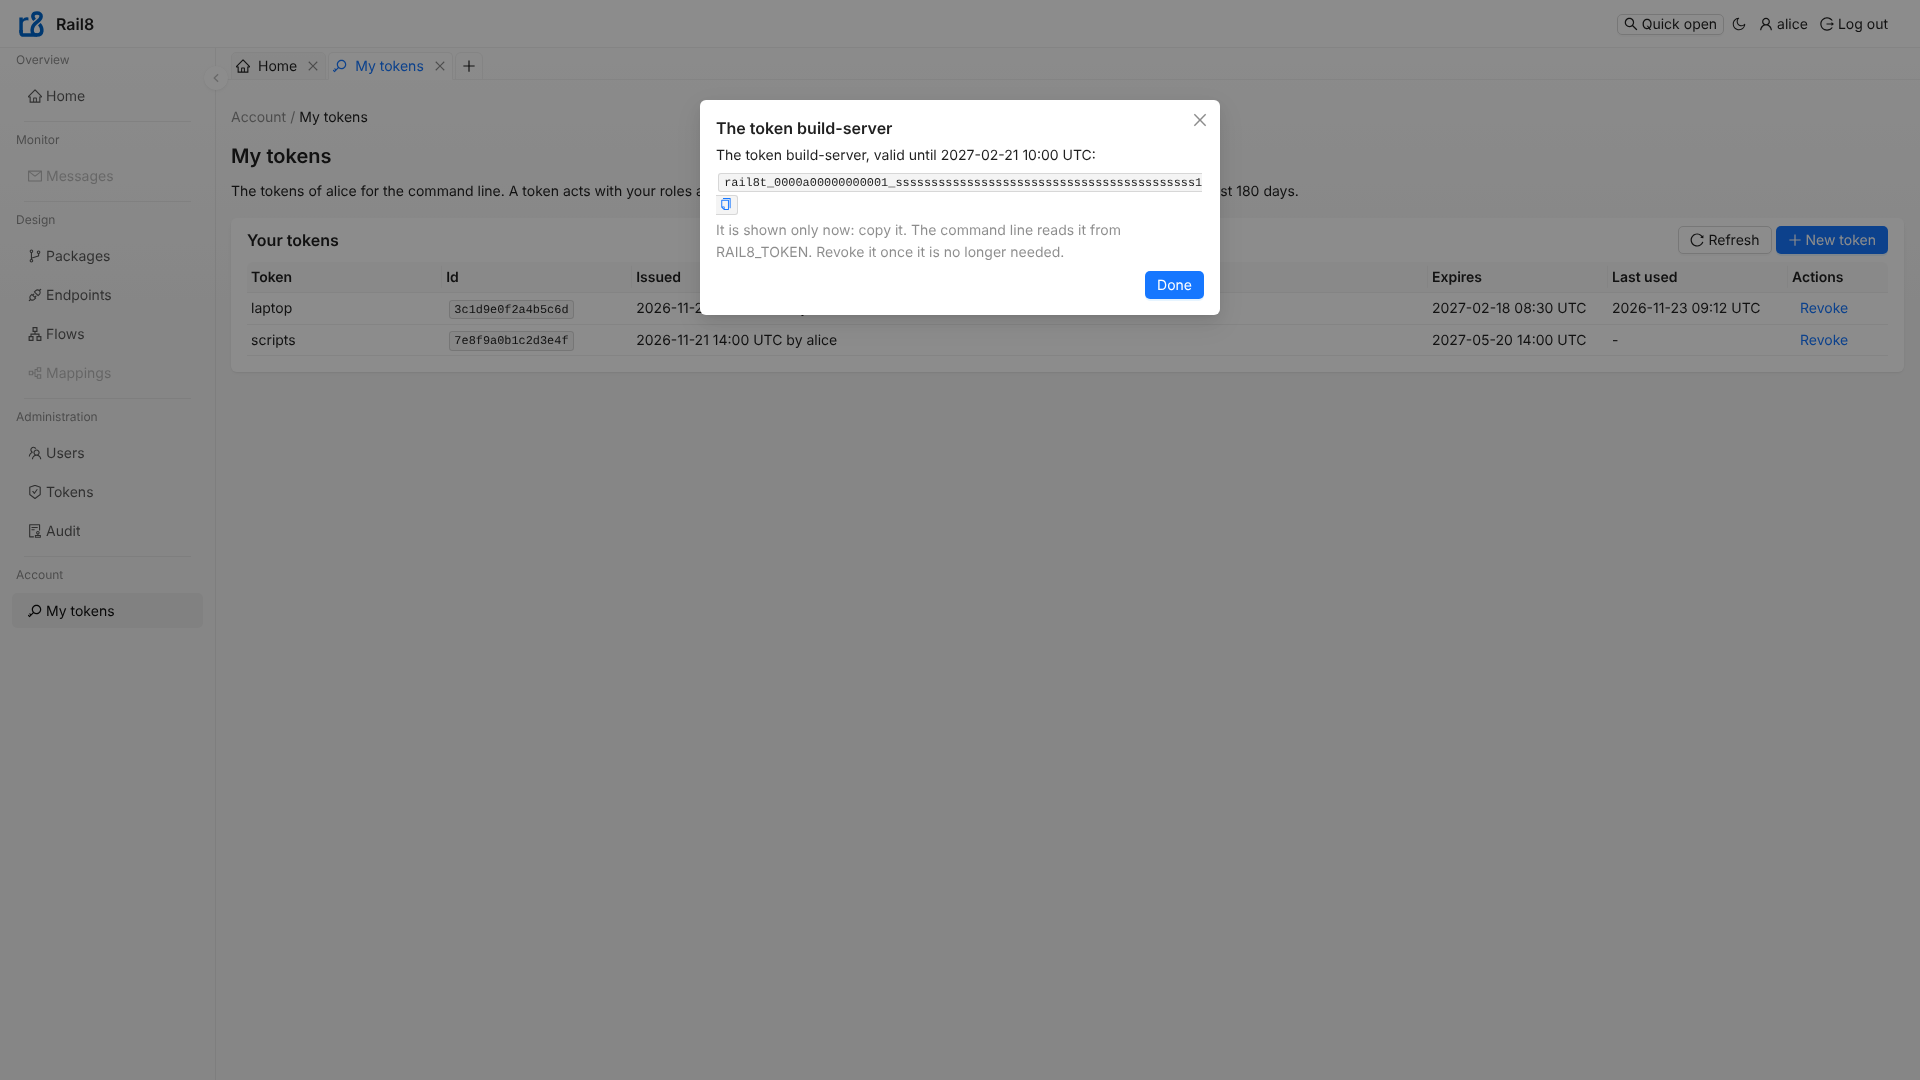 Rail8
Quick open
alice
Log out
Overview
Home
Monitor
Messages
Design
Packages
Endpoints
Flows
Mappings
Administration
Users
Tokens
Audit
Account
My tokens
Home
My tokens
Account / My tokens
My tokens
The tokens of alice for the command line. A token acts with your roles a
st 180 days.
Your tokens
Refresh
New token
Token Id Issued Expires Last used Actions
laptop 3c1d9e0f2a4b5c6d 2026-11-2 2027-02-18 08:30 UTC 2026-11-23 09:12 UTC Revoke
scripts 7e8f9a0b1c2d3e4f 2026-11-21 14:00 UTC by alice 2027-05-20 14:00 UTC - Revoke
The token build-server
The token build-server, valid until 2027-02-21 10:00 UTC:
rail8t_0000a00000000001_ssssssssssssssssssssssssssssssssssssssssss1
It is shown only now: copy it. The command line reads it from
RAIL8_TOKEN. Revoke it once it is no longer needed.
Done